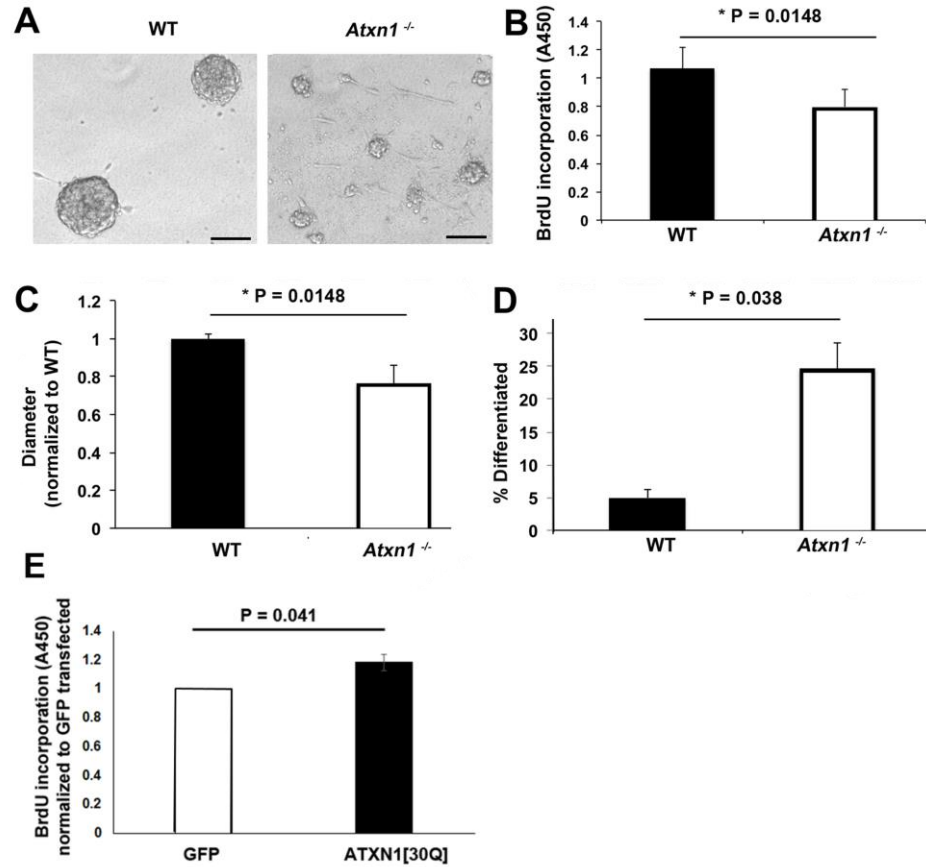 A
WT
Atxn1 -/-
B
* P = 0.0148
BrdU incorporation (A450)
1.4
1.2
1
0.8
0.6
0.4
0.2
0
WT
Atxn1 -/-
C
* P = 0.0148
Diameter
(normalized to WT)
1.2
1
0.8
0.6
0.4
0.2
0
WT
Atxn1 -/-
D
* P = 0.038
% Differentiated
30
25
20
15
10
5
0
WT
Atxn1 -/-
E
P = 0.041
BrdU incorporation (A450)
normalized to GFP transfected
1.4
1.2
1
0.8
0.6
0.4
0.2
0
GFP
ATXN1[30Q]